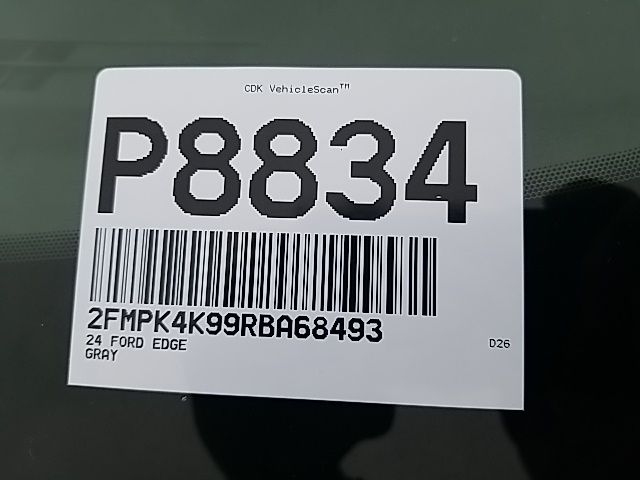 CDK VehicleScan™
P8834
2FMPK4K99RBA68493
24 FORD EDGE
GRAY
D26